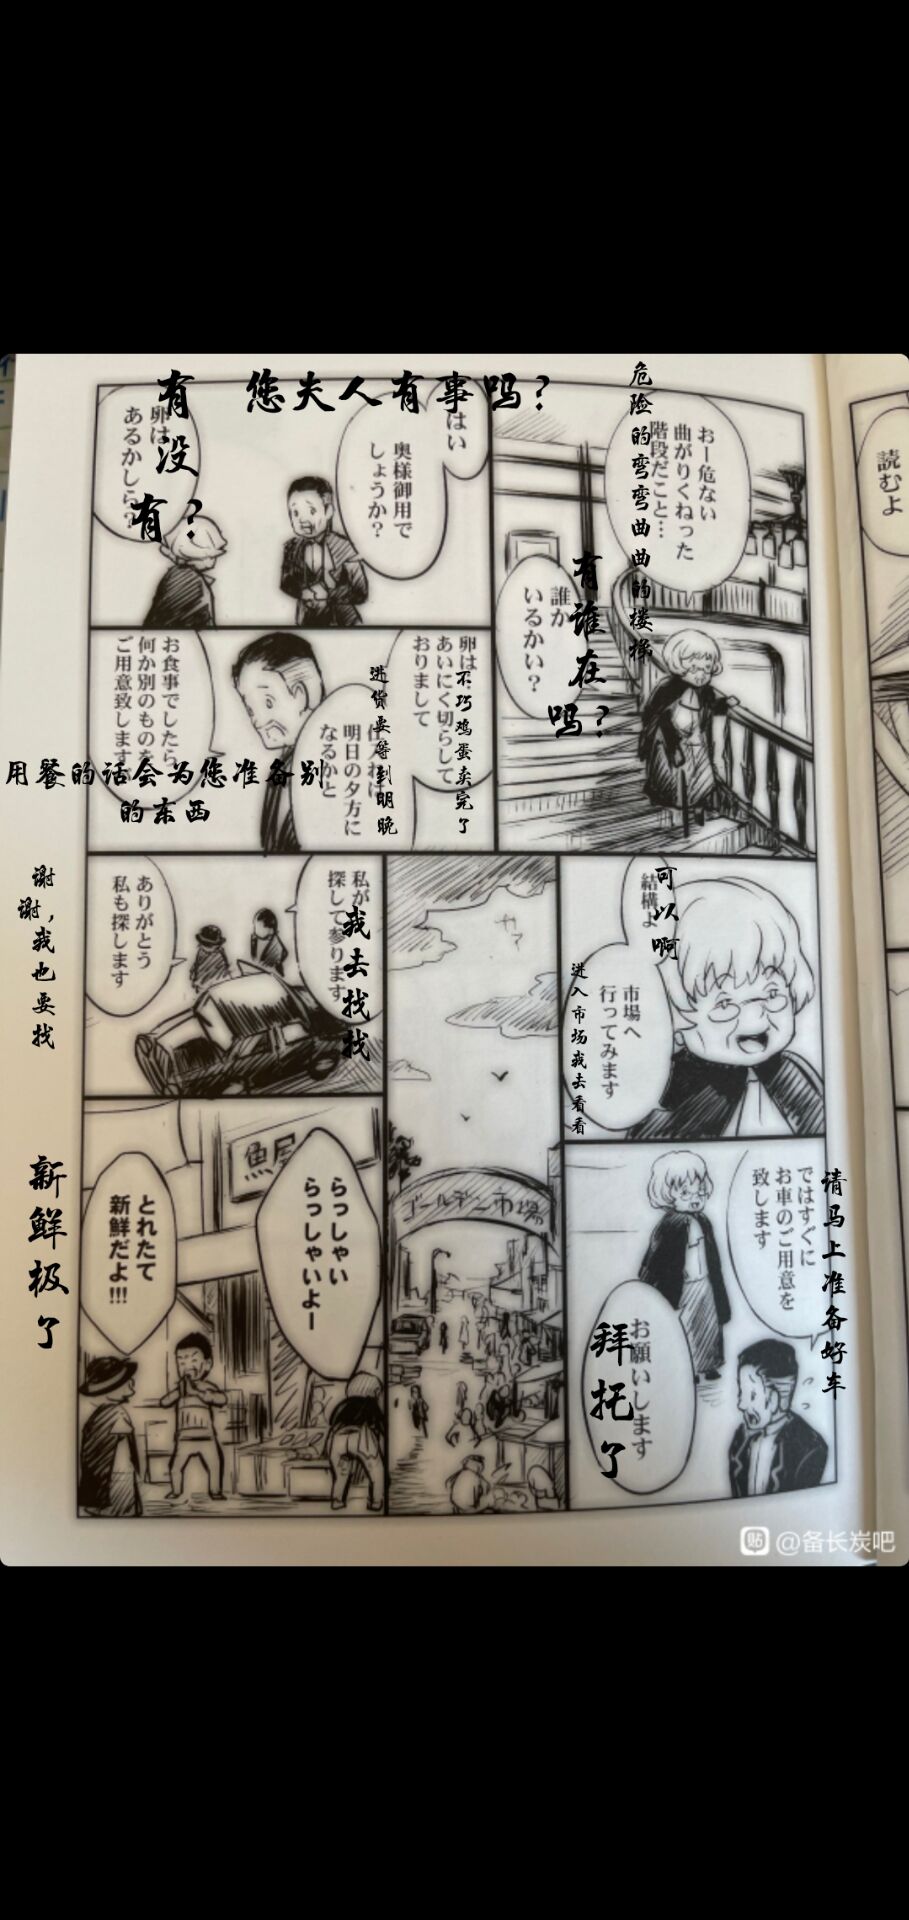 読むよ
危险的弯弯曲曲的楼梯
おー危ない
曲がりくねった
階段だこと…
有谁在
吗？
誰か
いるかい？
您夫人有事吗？
はい
奥様御用で
しょうか？
有
没
有？
卵は
あるかしら？
不巧鸡蛋卖完了
卵は
あいにく切らして
おりまして
进货要等到明晚
明日の夕方に
なるかと
用餐的话会为您准备别
的东西
お食事でしたら
何か别のものを
ご用意致します
可以啊
結構よ
进入市场我去看看
市場へ
行ってみます
请马上准备好车
ではすぐに
お車のご用意を
致します
拜托了
お願いします
ゴールデン市場
我去找找
私が
探して参ります
谢
谢，我也要找
ありがとう
私も探します
魚屋
らっしゃい
らっしゃいよー
新鲜极了
とれたて
新鮮だよ!!!
貼 @备长炭吧